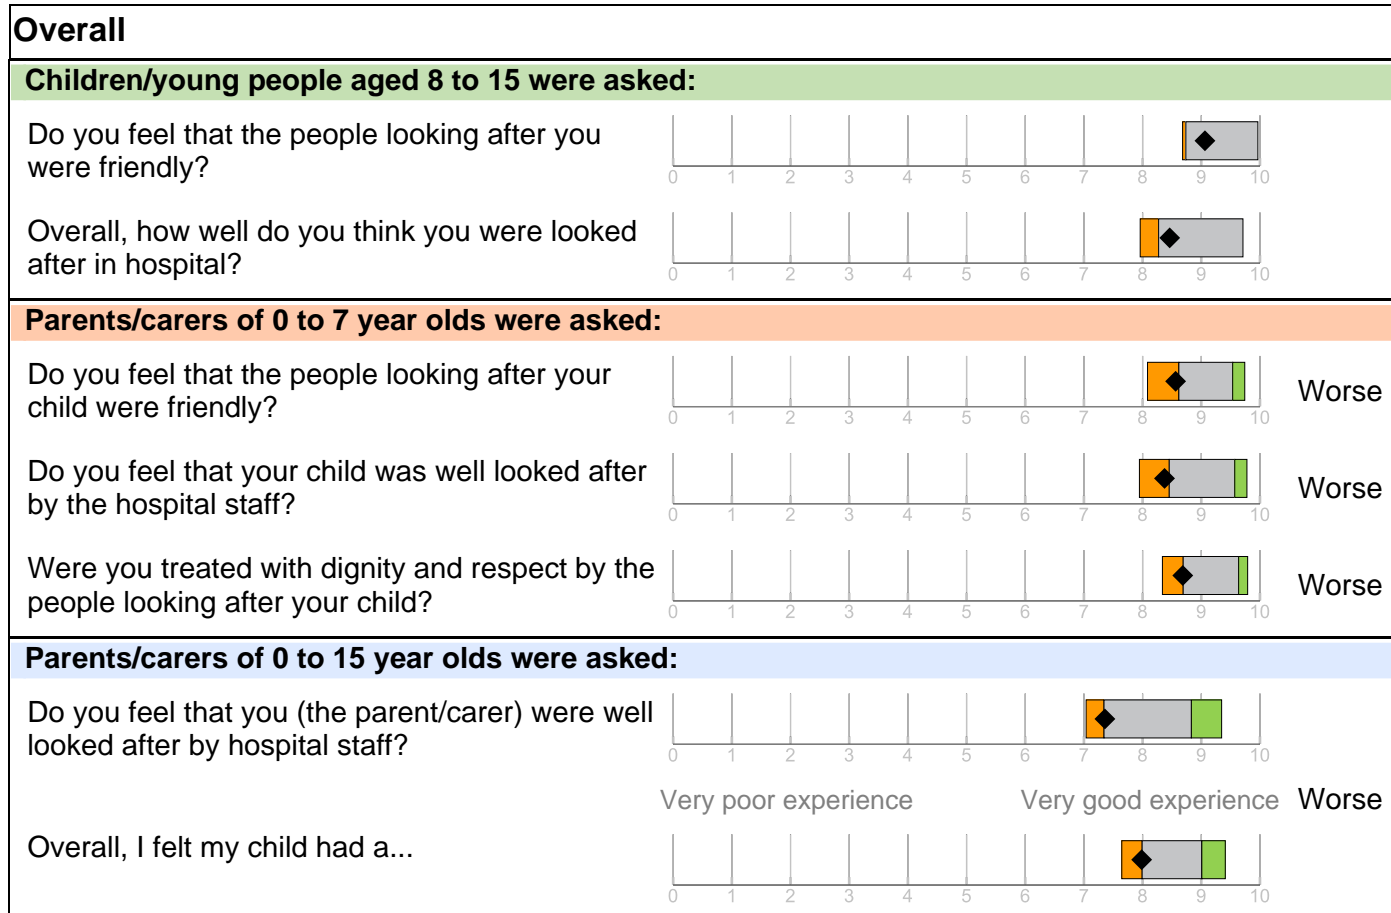 Overall
Children/young people aged 8 to 15 were asked:
Do you feel that the people looking after you
were friendly?
0 1 2 3 4 5 6 7 8 9 10
Overall, how well do you think you were looked
after in hospital?
0 1 2 3 4 5 6 7 8 9 10
Parents/carers of 0 to 7 year olds were asked:
Do you feel that the people looking after your
child were friendly?
Worse
0 1 2 3 4 5 6 7 8 9 10
Do you feel that your child was well looked after
by the hospital staff?
Worse
0 1 2 3 4 5 6 7 8 9 10
Were you treated with dignity and respect by the
people looking after your child?
Worse
0 1 2 3 4 5 6 7 8 9 10
Parents/carers of 0 to 15 year olds were asked:
Do you feel that you (the parent/carer) were well
looked after by hospital staff?
0 1 2 3 4 5 6 7 8 9 10
Very poor experience Very good experience Worse
Overall, I felt my child had a...
0 1 2 3 4 5 6 7 8 9 10